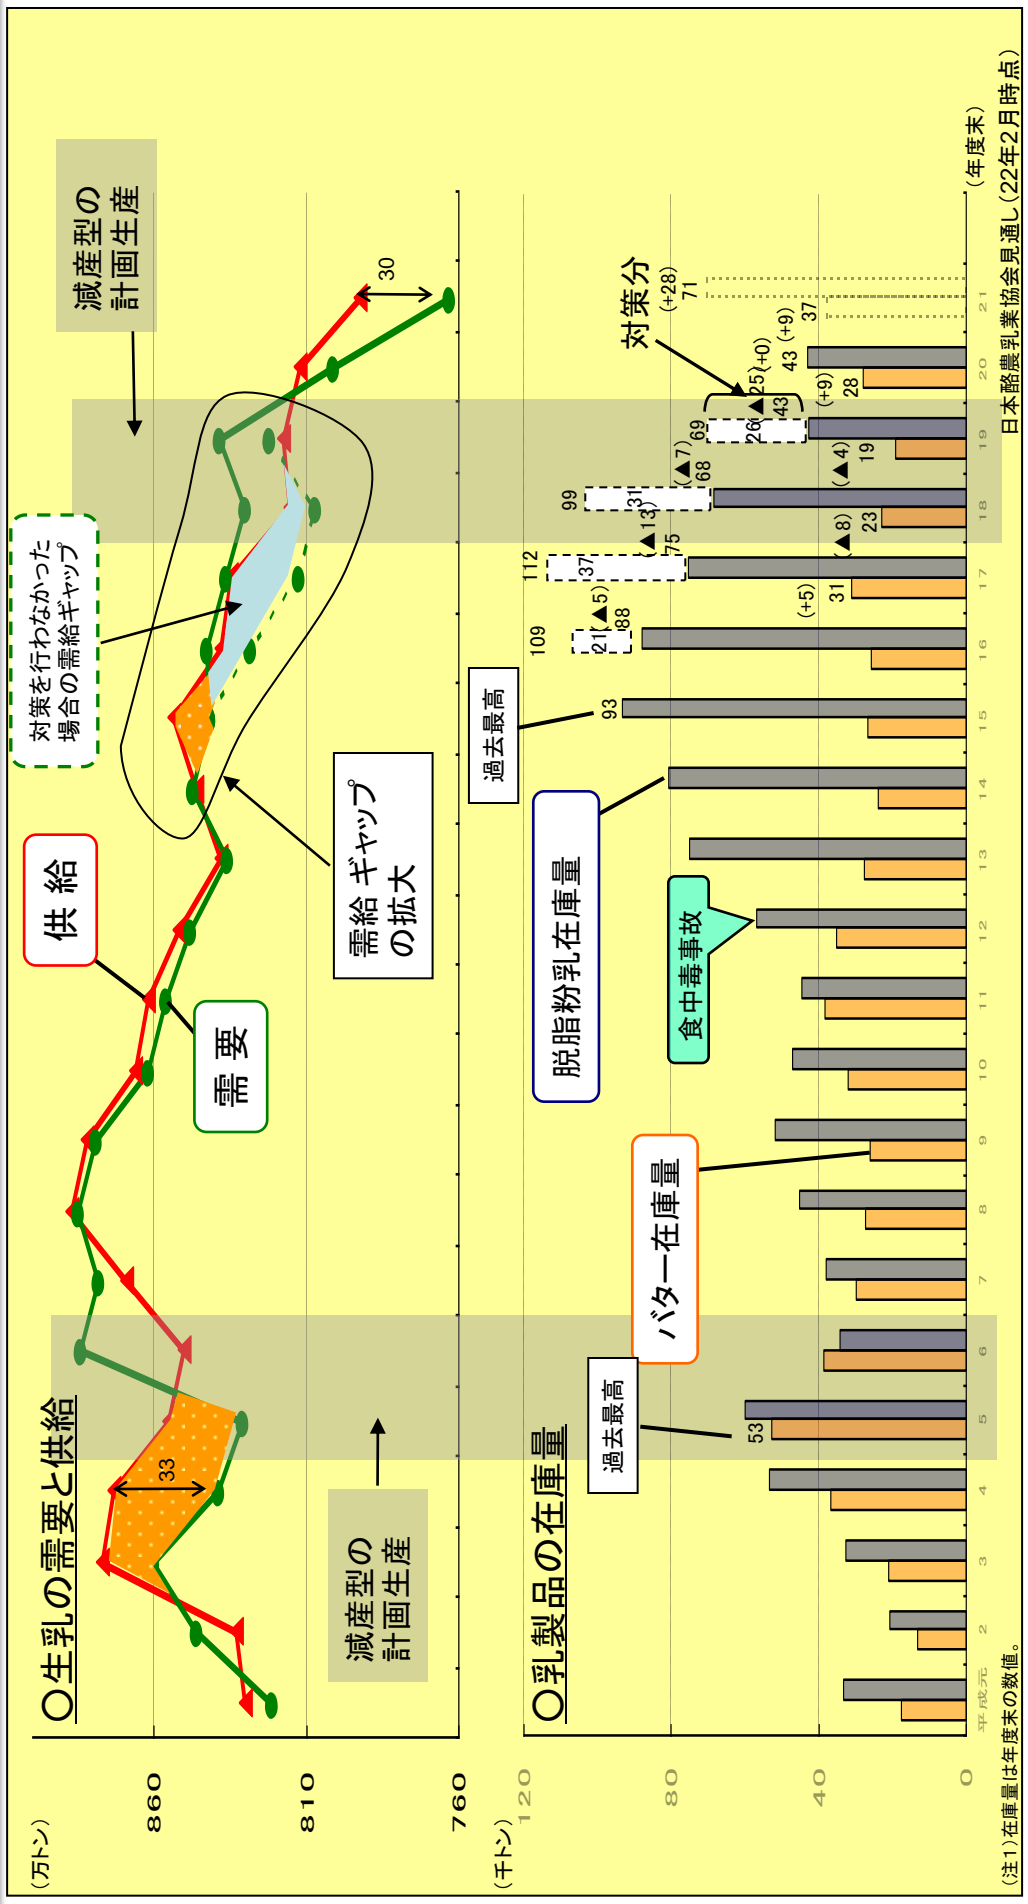 〇生乳の需要と供給
(万トン)
860
810
760
33
減産型の
計画生産
需 要
供 給
需給ギャップ
の拡大
対策を行わなかった
場合の需給ギャップ
減産型の
計画生産
30
〇乳製品の在庫量
(千トン)
120
80
40
0
過去最高
53
バター在庫量
食中毒事故
脱脂粉乳在庫量
過去最高
93
109
21
(▲5)
88
112
37
(▲13)
75
(+5)
31
99
31
(▲7)
68
(▲8)
23
69
26
(▲25)
43
(▲4)
19
対策分
(+0)
43
(+9)
28
(+28)
71
(+9)
37
平成元 2 3 4 5 6 7 8 9 10 11 12 13 14 15 16 17 18 19 20 21
(年度末)
(注1)在庫量は年度末の数値。
日本酪農乳業協会見通し(22年2月時点)